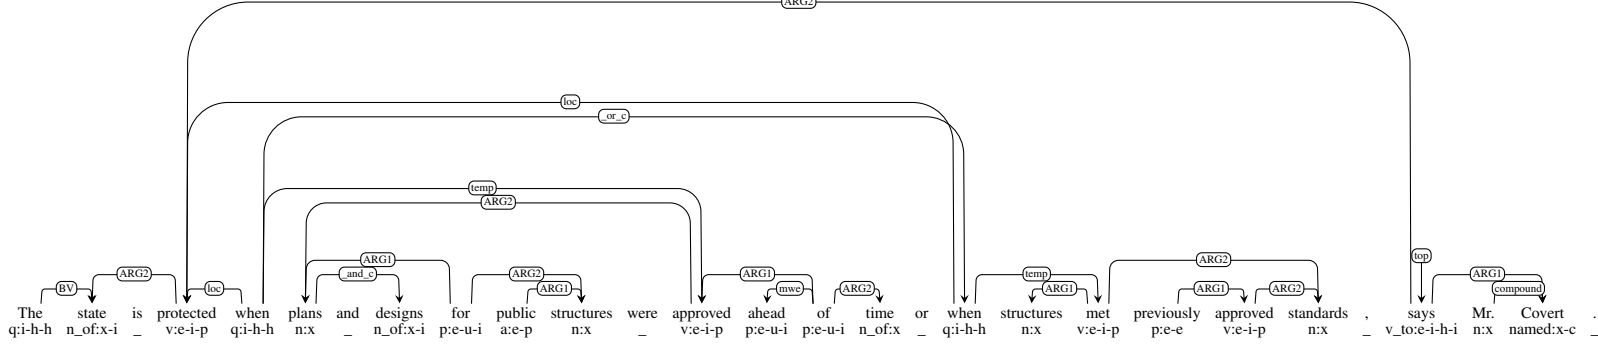 ARG2
loc
_or_c
temp
ARG2
ARG1
ARG2 _and_c ARG2 ARG1 temp ARG2 top ARG1
BV loc ARG1 mwe ARG2 ARG1 ARG1 ARG2 compound
The state is protected when plans and designs for public structures were approved ahead of time or when structures met previously approved standards , says Mr. Covert .
q:i-h-h n_of:x-i _ v:e-i-p q:i-h-h n:x _ n_of:x-i p:e-u-i a:e-p n:x _ v:e-i-p p:e-u-i p:e-u-i n_of:x _ q:i-h-h n:x v:e-i-p p:e-e v:e-i-p n:x _ v_to:e-i-h-i n:x named:x-c _